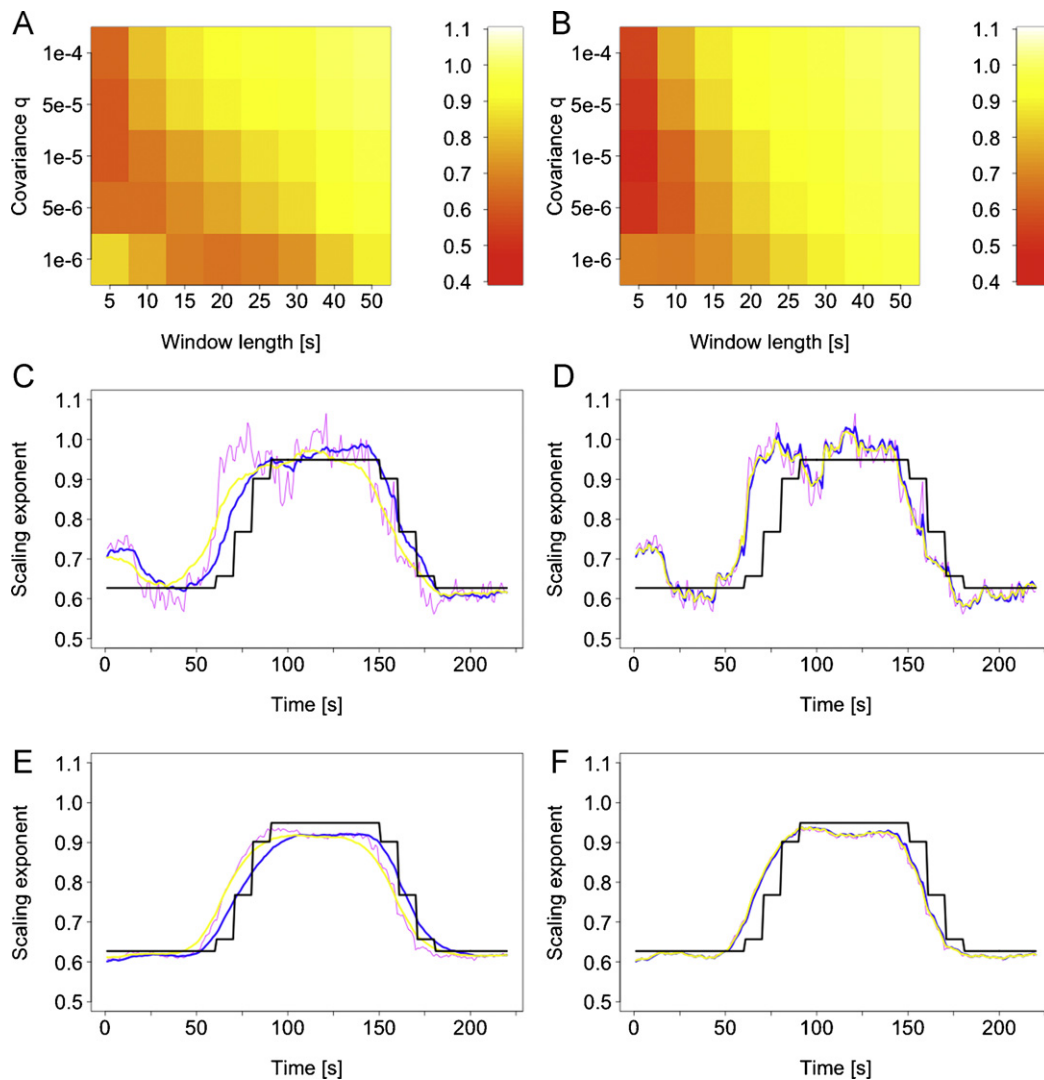 A
Covariance q
1e-4
5e-5
1e-5
5e-6
1e-6
5 10 15 20 25 30 40 50
Window length [s]
1.1
1.0
0.9
0.8
0.7
0.6
0.5
0.4
B
Covariance q
1e-4
5e-5
1e-5
5e-6
1e-6
5 10 15 20 25 30 40 50
Window length [s]
1.1
1.0
0.9
0.8
0.7
0.6
0.5
0.4
C
Scaling exponent
1.1
1.0
0.9
0.8
0.7
0.6
0.5
0 50 100 150 200
Time [s]
D
Scaling exponent
1.1
1.0
0.9
0.8
0.7
0.6
0.5
0 50 100 150 200
Time [s]
E
Scaling exponent
1.1
1.0
0.9
0.8
0.7
0.6
0.5
0 50 100 150 200
Time [s]
F
Scaling exponent
1.1
1.0
0.9
0.8
0.7
0.6
0.5
0 50 100 150 200
Time [s]